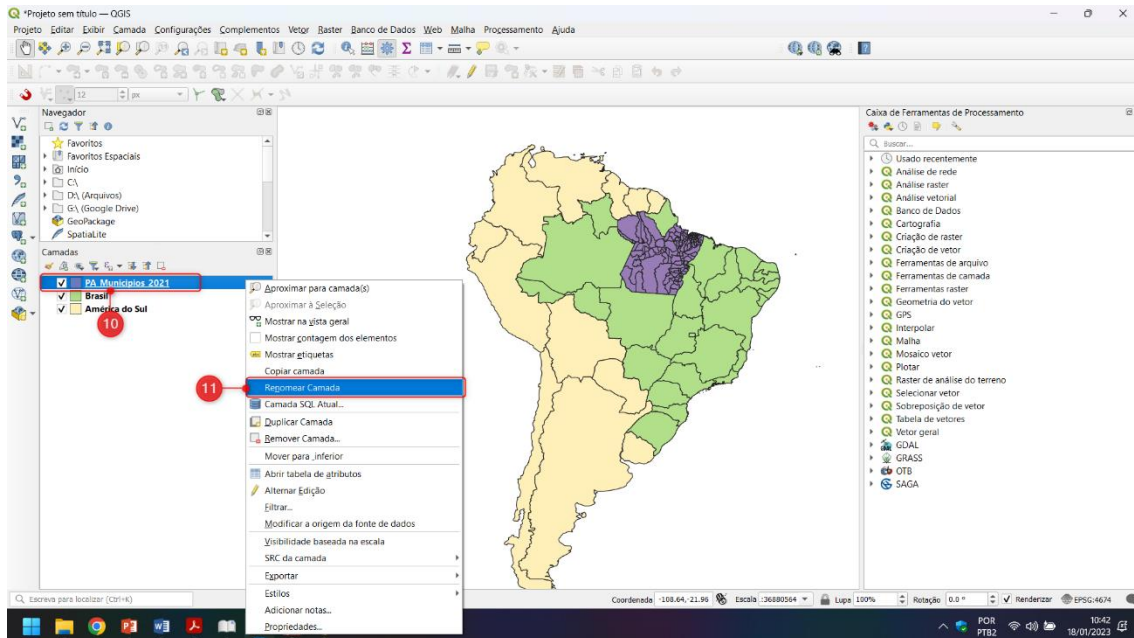 *Projeto sem título — QGIS
Projeto Editar Exibir Camada Configurações Complementos Vetor Raster Banco de Dados Web Malha Processamento Ajuda
12 px
Navegador
Favoritos
Favoritos Espaciais
Início
C:\
D:\ (Arquivos)
G:\ (Google Drive)
GeoPackage
SpatiaLite
Camadas
PA_Municipios_2021
Brasil
América do Sul
10
11
Aproximar para camada(s)
Aproximar à Seleção
Mostrar na vista geral
Mostrar contagem dos elementos
Mostrar etiquetas
Copiar camada
Renomear Camada
Camada SQL Atual...
Duplicar Camada
Remover Camada...
Mover para _inferior
Abrir tabela de atributos
Alternar Edição
Filtrar...
Modificar a origem da fonte de dados
Visibilidade baseada na escala
SRC da camada
Exportar
Estilos
Adicionar notas...
Propriedades...
Caixa de Ferramentas de Processamento
Buscar...
Usado recentemente
Análise de rede
Análise raster
Análise vetorial
Banco de Dados
Cartografia
Criação de raster
Criação de vetor
Ferramentas de arquivo
Ferramentas de camada
Ferramentas raster
Geometria do vetor
GPS
Interpolar
Malha
Mosaico vetor
Plotar
Raster de análise do terreno
Selecionar vetor
Sobreposição de vetor
Tabela de vetores
Vetor geral
GDAL
GRASS
OTB
SAGA
Escreva para localizar (Ctrl+K)
Coordenada -108.64,-21.96 Escala :36880564 Lupa 100% Rotação 0.0 ° Renderizar EPSG:4674
POR
PTB2
10:42
18/01/2023